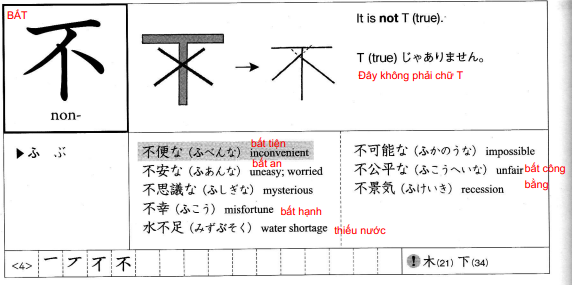 BẤT
不
non-
It is not T (true).
T (true) じゃありません。
Đây không phải chữ T
▶ふ ぶ
bất tiện
不便な（ふべんな） inconvenient
bất an
不安な（ふあんな） uneasy; worried
不思議な（ふしぎな） mysterious
不幸（ふこう） misfortune bất hạnh
水不足（みずぶそく） water shortage thiếu nước
不可能な（ふかのうな） impossible
不公平な（ふこうへいな） unfair bất công
bằng
不景気（ふけいき） recession
<4> 一 フ 不 不
! 木(21) 下(34)